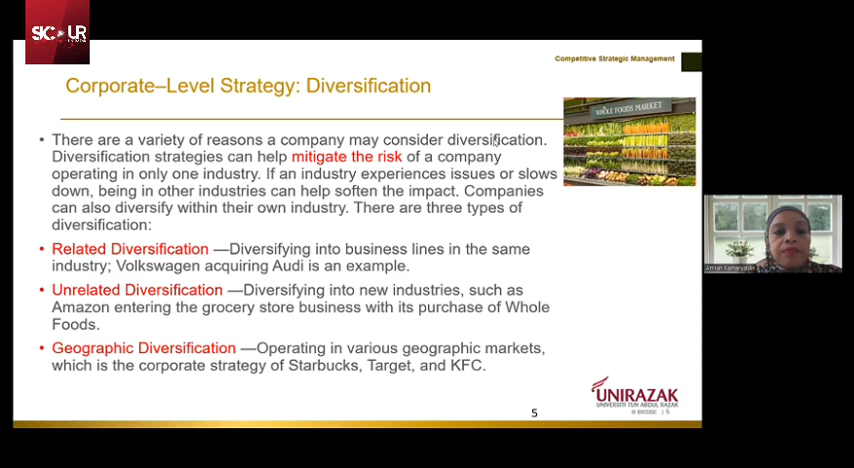 Competitive Strategic Management
Corporate–Level Strategy: Diversification
WHOLE FOODS MARKET
• There are a variety of reasons a company may consider diversification.
Diversification strategies can help mitigate the risk of a company
operating in only one industry. If an industry experiences issues or slows
down, being in other industries can help soften the impact. Companies
can also diversify within their own industry. There are three types of
diversification:
• Related Diversification —Diversifying into business lines in the same
industry; Volkswagen acquiring Audi is an example.
• Unrelated Diversification —Diversifying into new industries, such as
Amazon entering the grocery store business with its purchase of Whole
Foods.
• Geographic Diversification —Operating in various geographic markets,
which is the corporate strategy of Starbucks, Target, and KFC.
UNIRAZAK
UNIVERSITI TUN ABDUL RAZAK
5